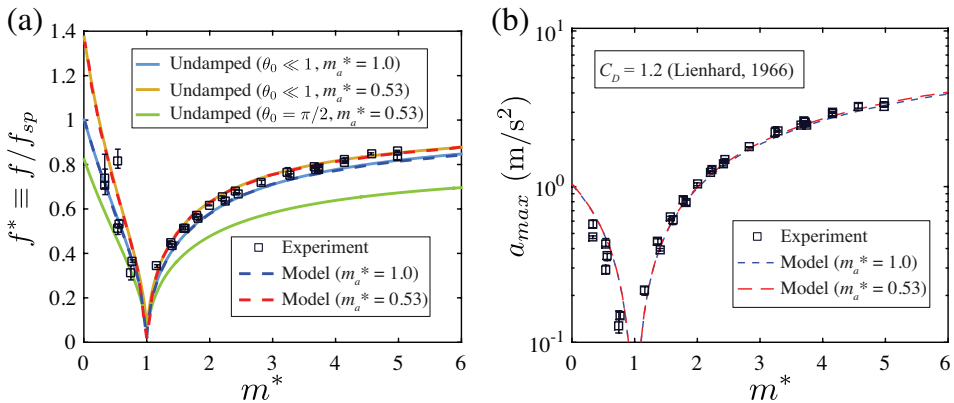 (a)
f* ≡ f/f_sp
1.4
1.2
1
0.8
0.6
0.4
0.2
0
Undamped (θ₀ ≪ 1, m_a* = 1.0)
Undamped (θ₀ ≪ 1, m_a* = 0.53)
Undamped (θ₀ = π/2, m_a* = 0.53)
Experiment
Model (m_a* = 1.0)
Model (m_a* = 0.53)
0 1 2 3 4 5 6
m*
(b)
a_max (m/s²)
10¹
10⁰
10⁻¹
C_D = 1.2 (Lienhard, 1966)
Experiment
Model (m_a* = 1.0)
Model (m_a* = 0.53)
0 1 2 3 4 5 6
m*